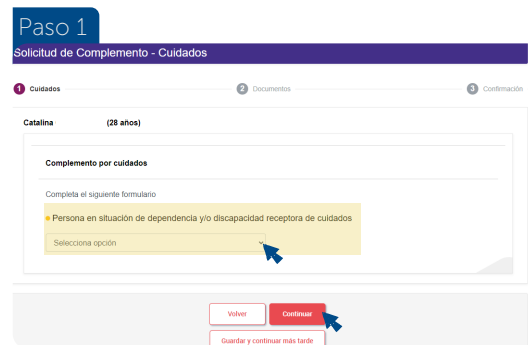 Paso 1
Solicitud de Complemento - Cuidados
1 Cuidados 2 Documentos 3 Confirmación
Catalina (28 años)
Complemento por cuidados
Completa el siguiente formulario
Persona en situación de dependencia y/o discapacidad receptora de cuidados
Selecciona opción
Volver Continuar
Guardar y continuar más tarde